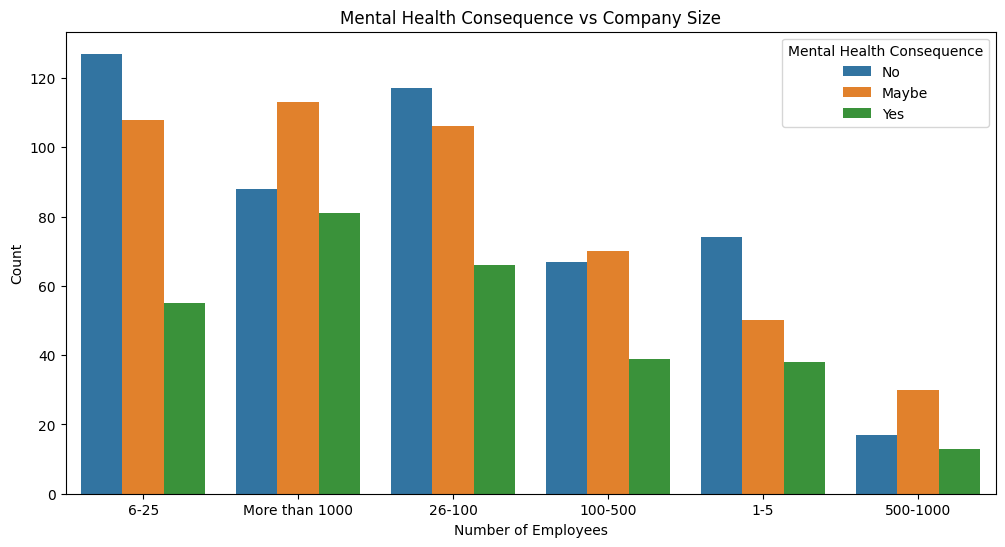 Mental Health Consequence vs Company Size
Mental Health Consequence
No
Maybe
Yes
Count
120
100
80
60
40
20
0
6-25 More than 1000 26-100 100-500 1-5 500-1000
Number of Employees